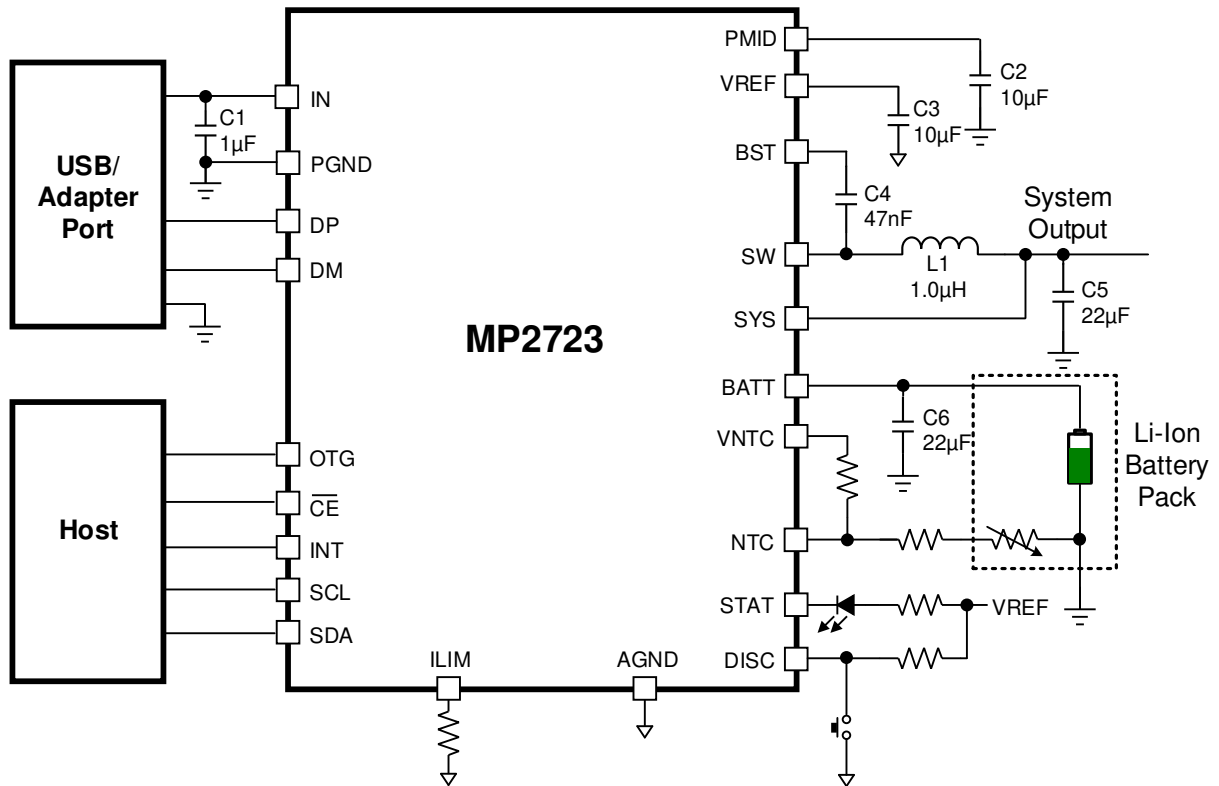 USB/
Adapter
Port
C1
1µF
IN
PGND
DP
DM
Host
OTG
CE
INT
SCL
SDA
MP2723
ILIM
AGND
PMID
VREF
BST
SW
SYS
BATT
VNTC
NTC
STAT
DISC
C2
10µF
C3
10µF
C4
47nF
L1
1.0µH
System
Output
C5
22µF
C6
22µF
Li-Ion
Battery
Pack
VREF